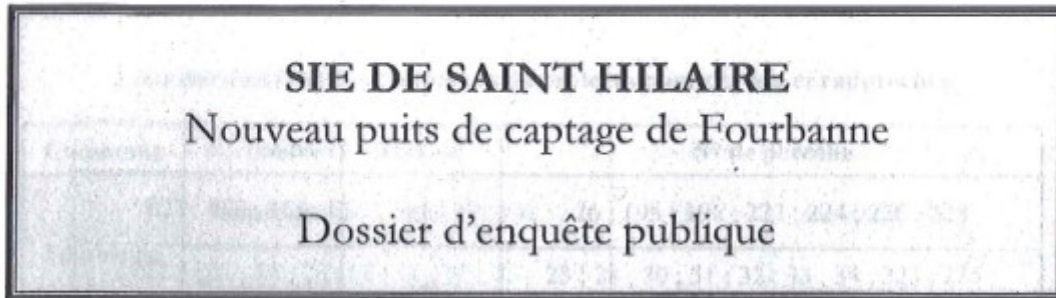 SIE DE SAINT HILAIRE
Nouveau puits de captage de Fourbanne
Dossier d'enquête publique